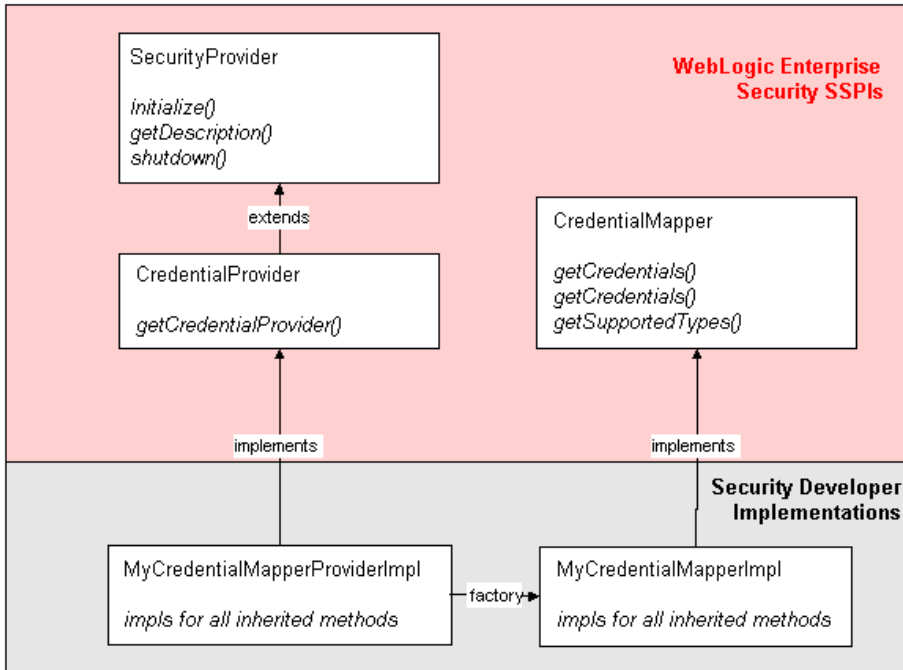 SecurityProvider
initialize()
getDescription()
shutdown()
WebLogic Enterprise
Security SSPIs
extends
CredentialProvider
getCredentialProvider()
CredentialMapper
getCredentials()
getCredentials()
getSupportedTypes()
implements
implements
Security Developer
Implementations
MyCredentialMapperProviderImpl
impls for all inherited methods
factory
MyCredentialMapperImpl
impls for all inherited methods